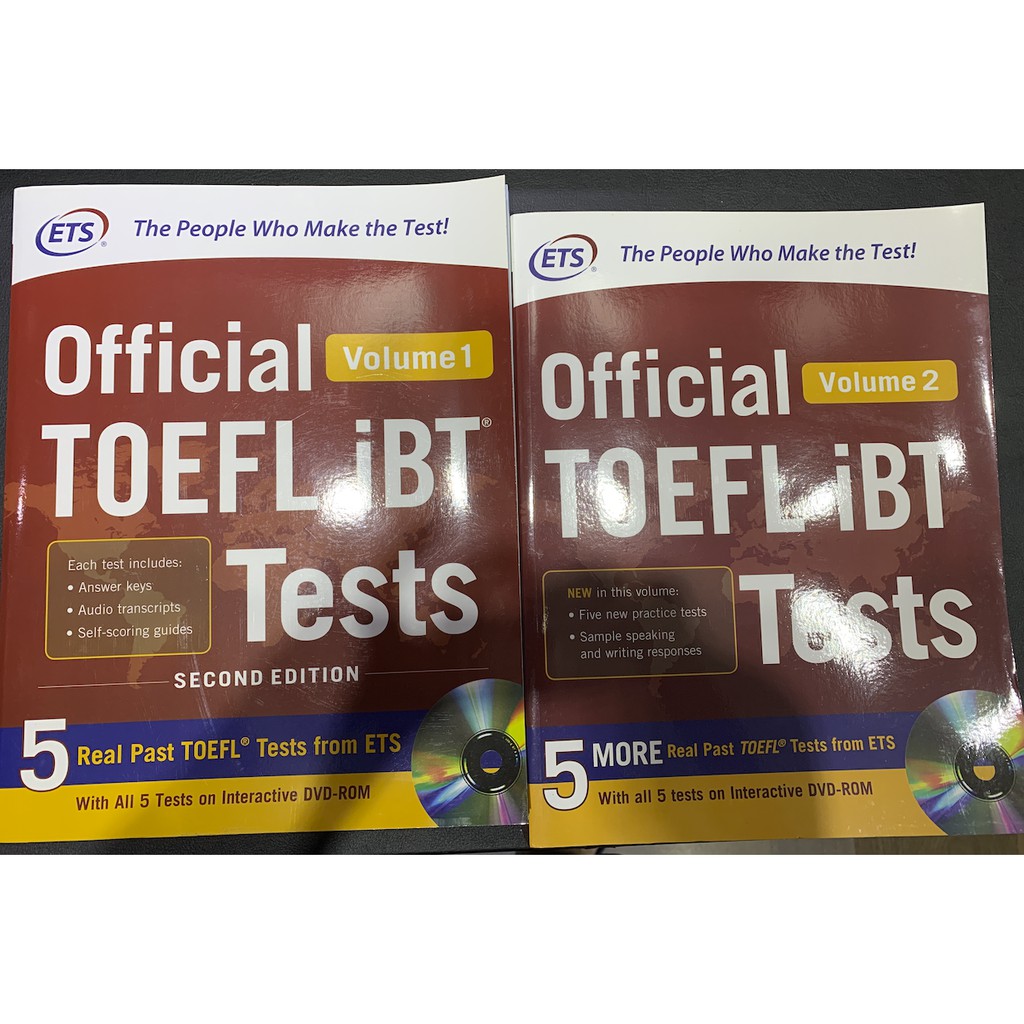 ETS®
The People Who Make the Test!
Official
Volume 1
TOEFL iBT®
Tests
Each test includes:
• Answer keys
• Audio transcripts
• Self-scoring guides
SECOND EDITION
5 Real Past TOEFL® Tests from ETS
With All 5 Tests on Interactive DVD-ROM
ETS®
The People Who Make the Test!
Official
Volume 2
TOEFL iBT
Tests
NEW in this volume:
• Five new practice tests
• Sample speaking
and writing responses
5 MORE Real Past TOEFL® Tests from ETS
With all 5 tests on Interactive DVD-ROM